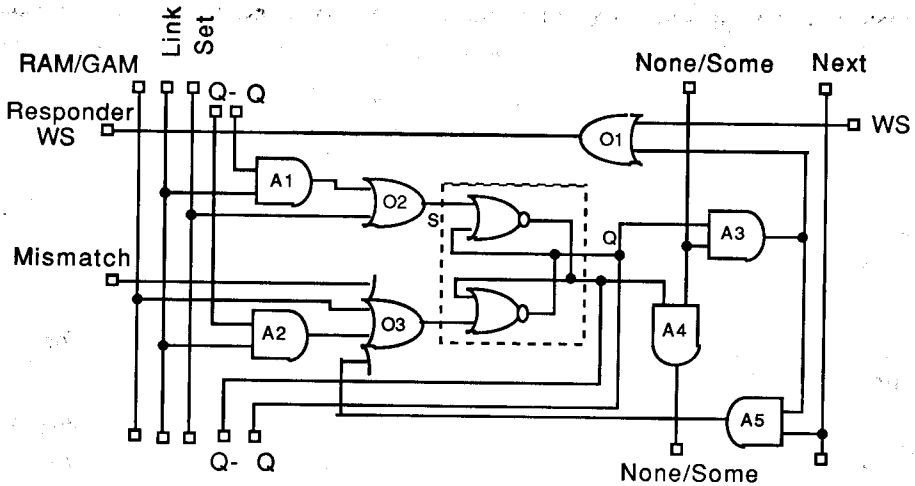 Link
Set
RAM/GAM
Q- Q
None/Some
Next
Responder
WS
WS
O1
A1
O2
S
Q
A3
Mismatch
A2
O3
A4
A5
Q- Q
None/Some